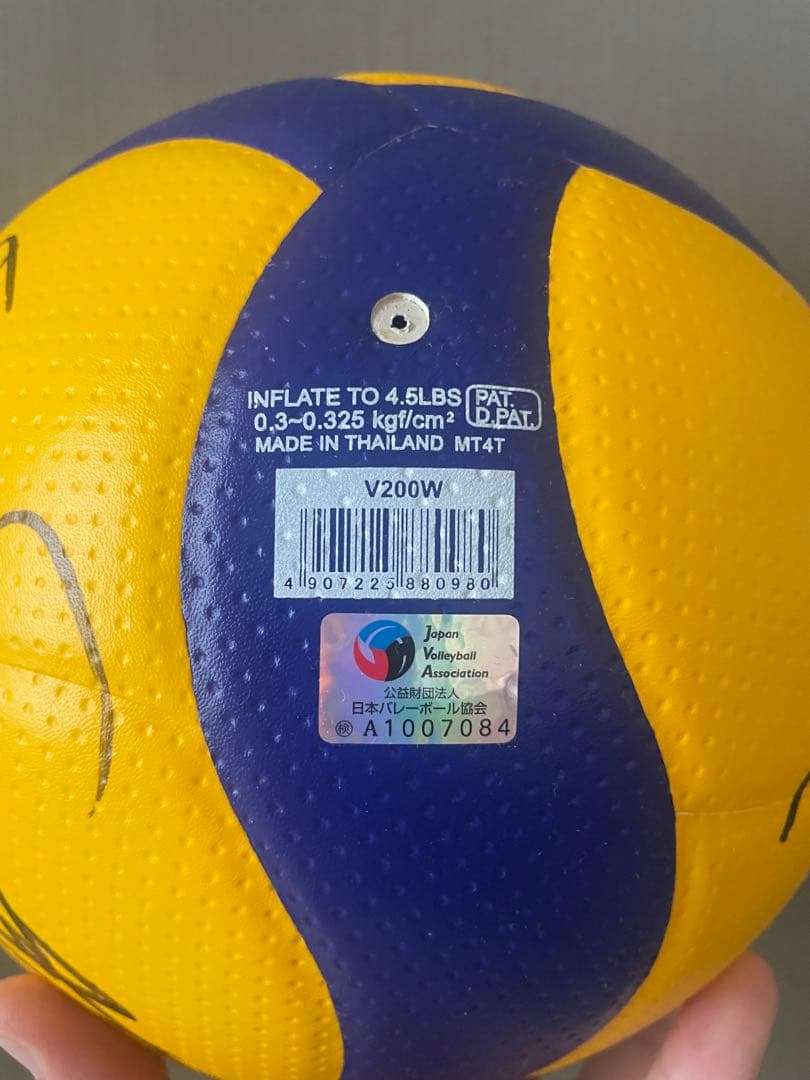 INFLATE TO 4.5LBS PAT. D.PAT.
0.3~0.325 kgf/cm²
MADE IN THAILAND MT4T
V200W
4 907225 880980
Japan
Volleyball
Association
公益財団法人
日本バレーボール協会
検 A1007084